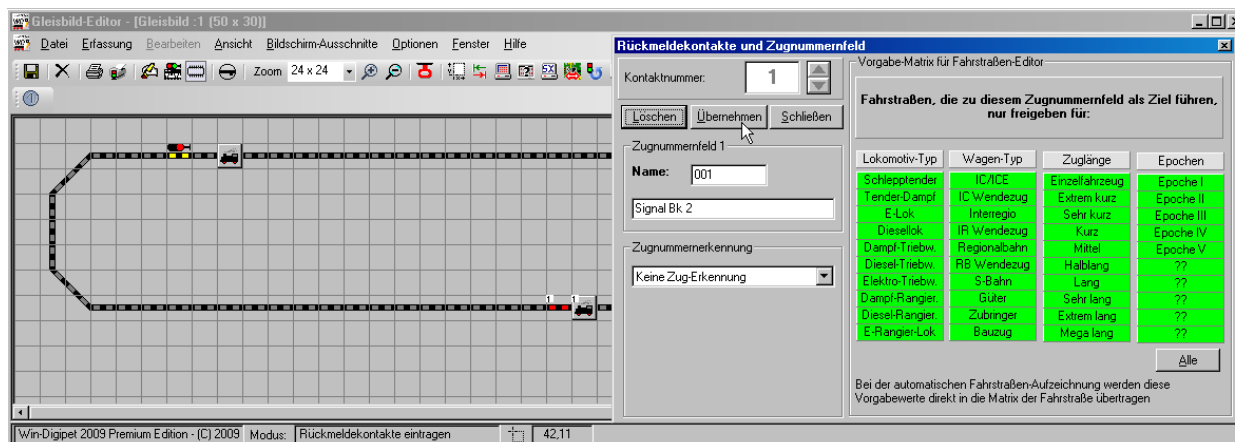 Gleisbild-Editor - [Gleisbild :1 (50 x 30)]
Datei Erfassung Bearbeiten Ansicht Bildschirm-Ausschnitte Optionen Fenster Hilfe
Zoom 24 x 24
1 1
Win-Digipet 2009 Premium Edition - (C) 2009 Modus: Rückmeldekontakte eintragen 42,11
Rückmeldekontakte und Zugnummernfeld
Kontaktnummer: 1
Löschen Übernehmen Schließen
Zugnummernfeld 1
Name: 001
Signal Bk 2
Zugnummernerkennung
Keine Zug-Erkennung
Vorgabe-Matrix für Fahrstraßen-Editor
Fahrstraßen, die zu diesem Zugnummernfeld als Ziel führen,
nur freigeben für:
Lokomotiv-Typ Wagen-Typ Zuglänge Epochen
Schlepptender IC/ICE Einzelfahrzeug Epoche I
Tender-Dampf IC Wendezug Extrem kurz Epoche II
E-Lok Interregio Sehr kurz Epoche III
Diesellok IR Wendezug Kurz Epoche IV
Dampf-Triebw. Regionalbahn Mittel Epoche V
Diesel-Triebw. RB Wendezug Halblang ??
Elektro-Triebw. S-Bahn Lang ??
Dampf-Rangier. Güter Sehr lang ??
Diesel-Rangier. Zubringer Extrem lang ??
E-Rangier-Lok Bauzug Mega lang ??
Alle
Bei der automatischen Fahrstraßen-Aufzeichnung werden diese
Vorgabewerte direkt in die Matrix der Fahrstraße übertragen